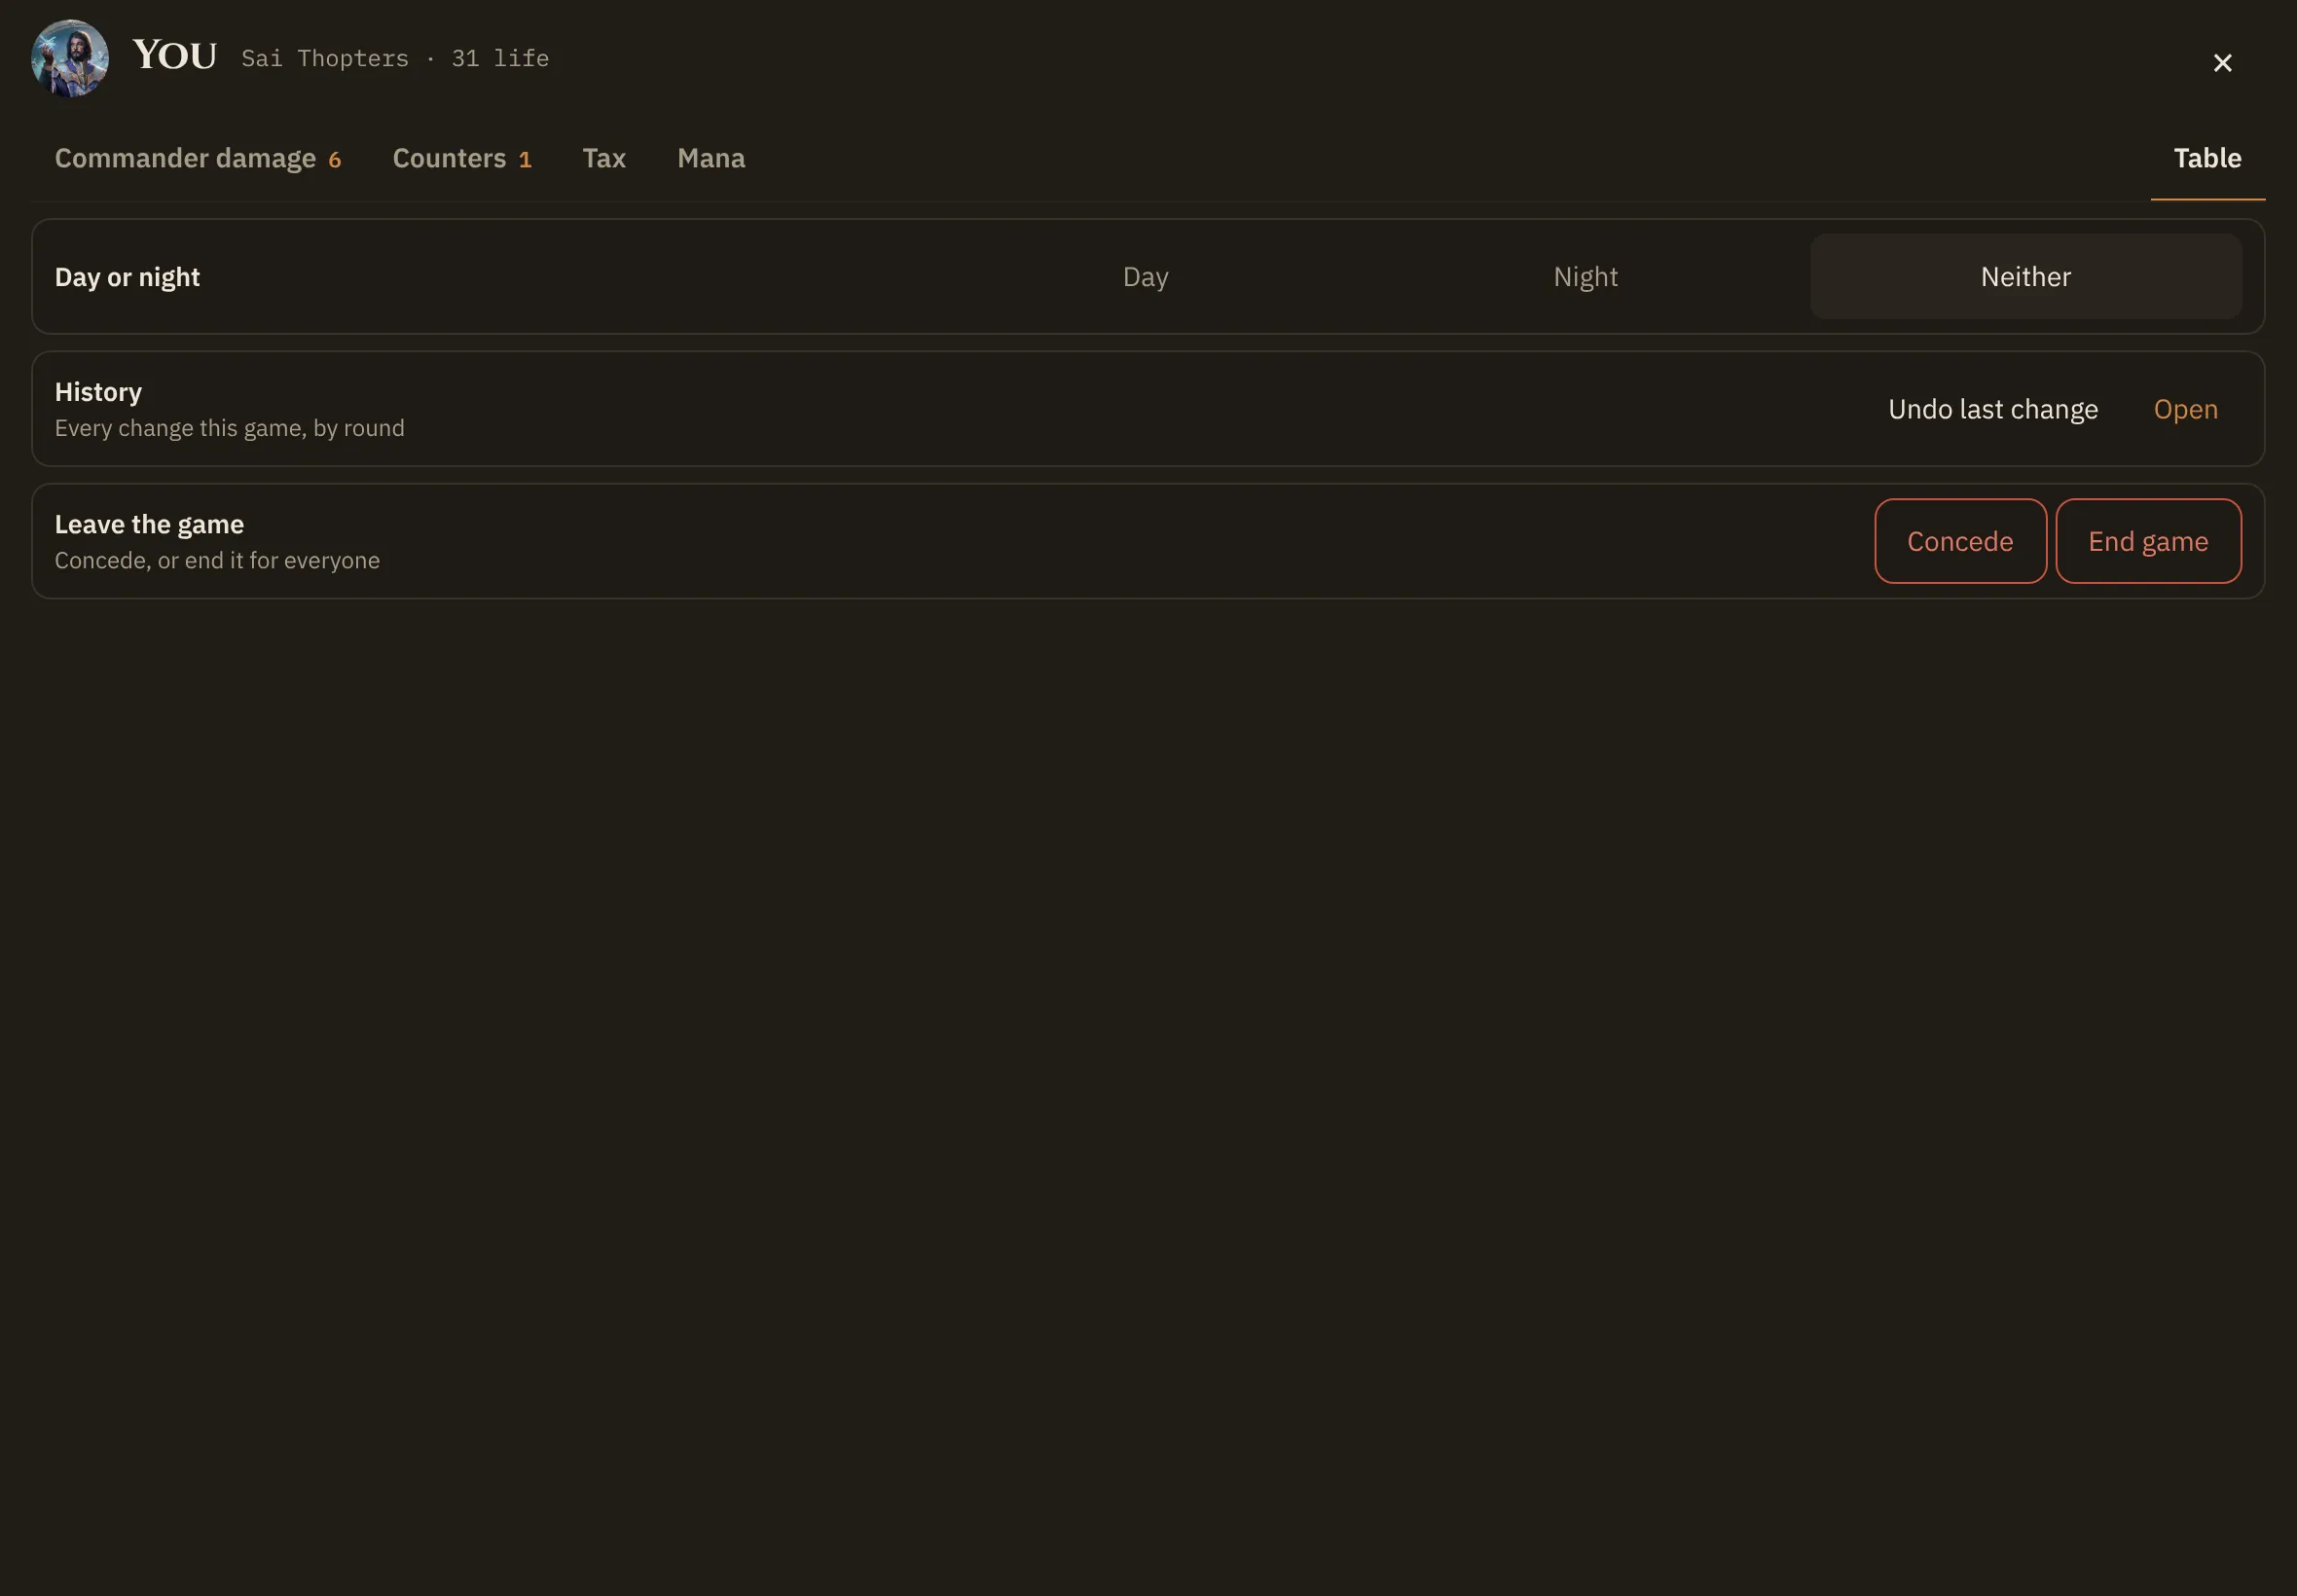 You Sai Thopters · 31 life ×
Commander damage 6 Counters 1 Tax Mana Table
Day or night Day Night Neither
History
Every change this game, by round
Undo last change Open
Leave the game
Concede, or end it for everyone
Concede End game